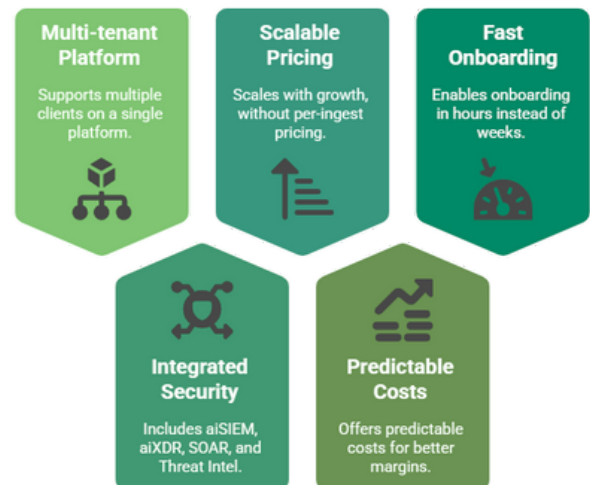 Multi-tenant
Platform
Supports multiple
clients on a single
platform.
Scalable
Pricing
Scales with growth,
without per-ingest
pricing.
Fast
Onboarding
Enables onboarding
in hours instead of
weeks.
Integrated
Security
Includes aiSIEM,
aiXDR, SOAR, and
Threat Intel.
Predictable
Costs
Offers predictable
costs for better
margins.